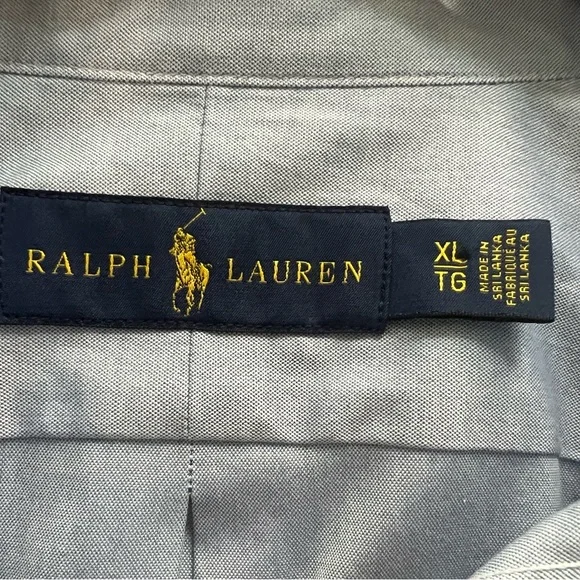 RALPH LAUREN
XL
TG
MADE IN
SRI LANKA
FABRIQUÉ AU
SRI LANKA